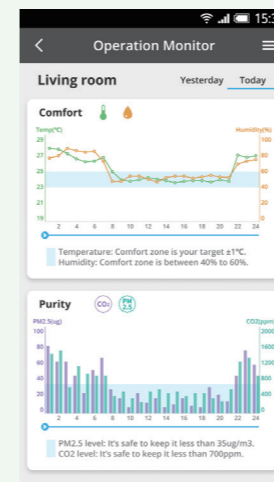 15:3
Operation Monitor
Living room Yesterday Today
Comfort
Temp(℃) Humidity(%)
29 100
27 80
25 60
23 40
21 20
19 0
2 4 6 8 10 12 14 16 18 20 22 24
Temperature: Comfort zone is your target ±1℃.
Humidity: Comfort zone is between 40% to 60%.
Purity CO2 PM 2.5
PM2.5(ug) CO2(ppm)
100 2000
80 1600
60 1200
40 800
20 400
0 0
2 4 6 8 10 12 14 16 18 20 22 24
PM2.5 level: It's safe to keep it less than 35ug/m3.
CO2 level: It's safe to keep it less than 700ppm.